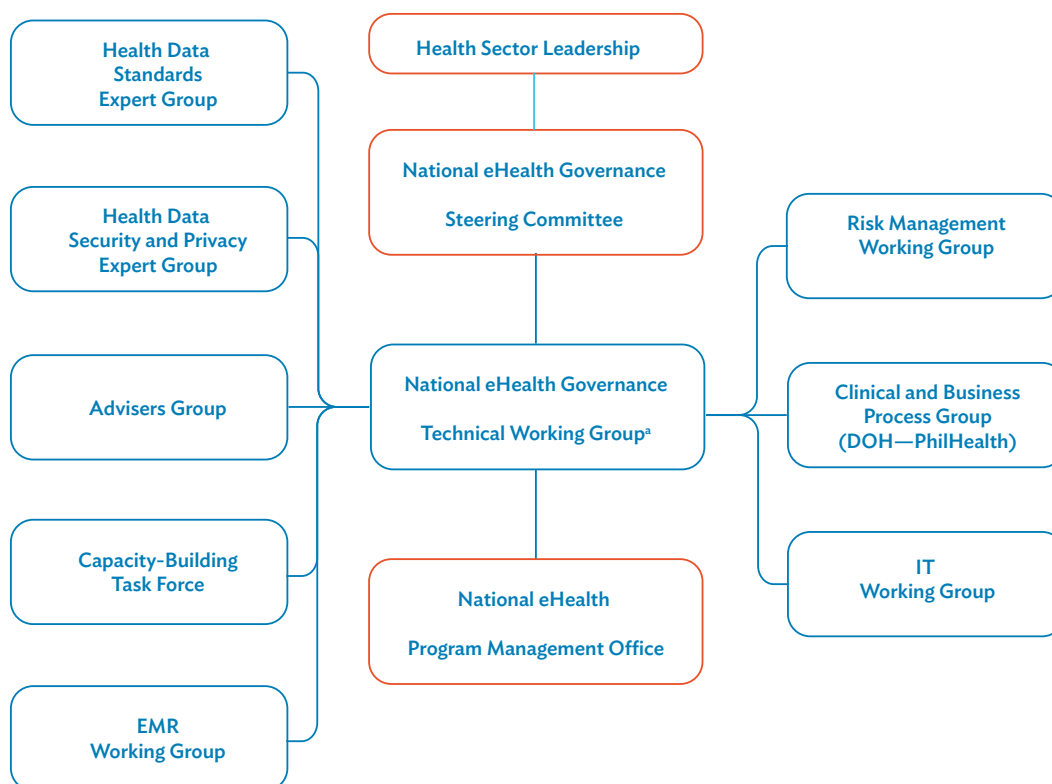 Health Data
Standards
Expert Group
Health Data
Security and Privacy
Expert Group
Advisers Group
Capacity-Building
Task Force
EMR
Working Group
Health Sector Leadership
National eHealth Governance
Steering Committee
National eHealth Governance
Technical Working Groupᵃ
National eHealth
Program Management Office
Risk Management
Working Group
Clinical and Business
Process Group
(DOH—PhilHealth)
IT
Working Group